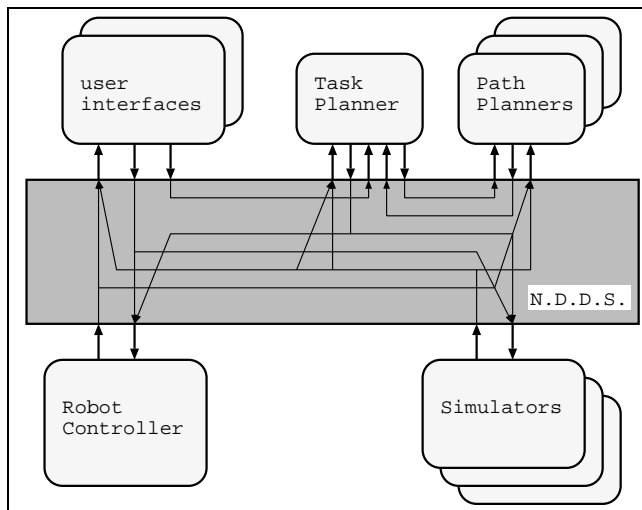 user
interfaces
Task
Planner
Path
Planners
N.D.D.S.
Robot
Controller
Simulators